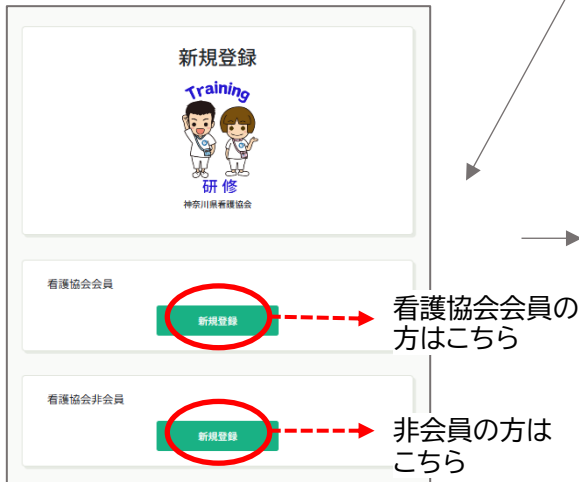 新規登録
Training
研修
神奈川県看護協会
看護協会会員
新規登録
看護協会会員の
方はこちら
看護協会非会員
新規登録
非会員の方は
こちら